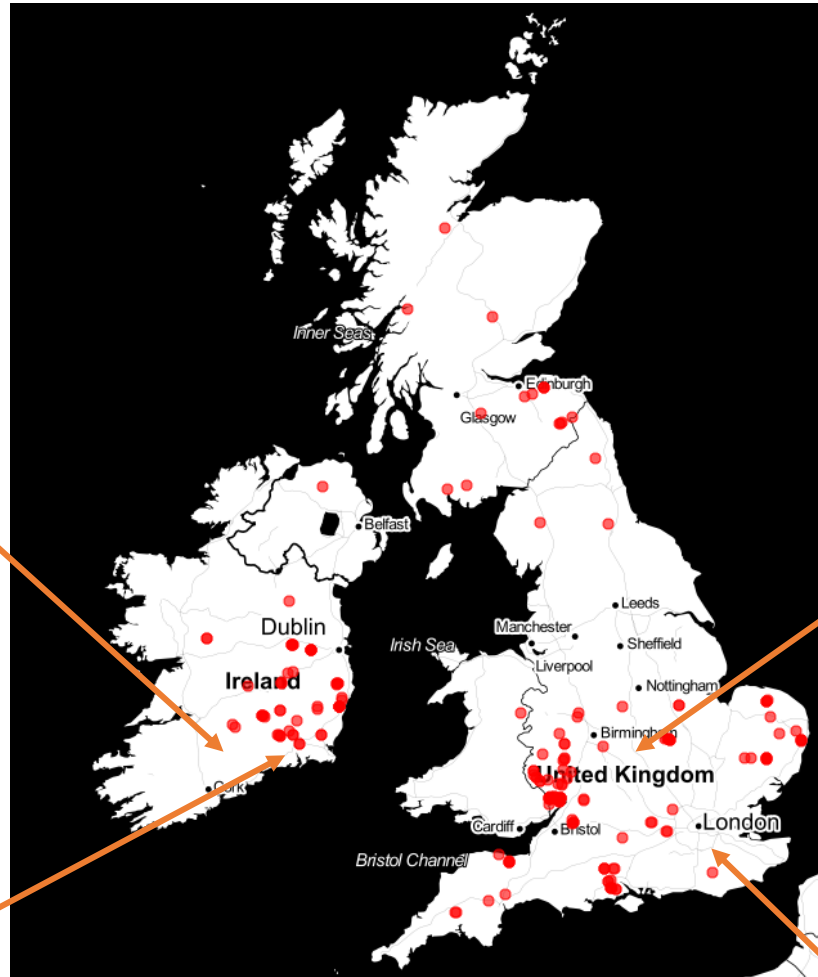 Inner Seas
Edinburgh
Glasgow
Belfast
Leeds
Dublin
Irish Sea
Manchester
Sheffield
Liverpool
Ireland
Nottingham
Birmingham
United Kingdom
Cork
Cardiff
Bristol
London
Bristol Channel